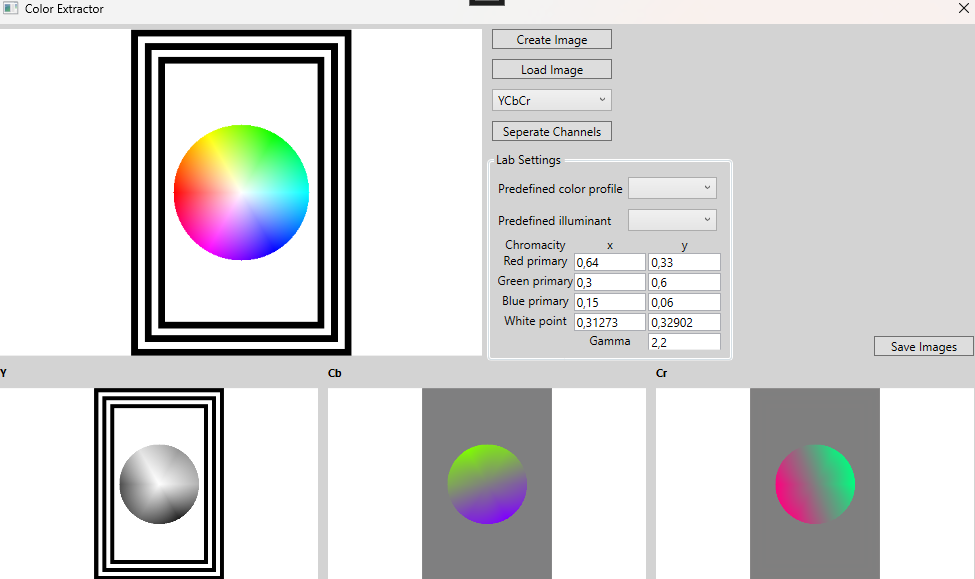 Color Extractor
Create Image
Load Image
YCbCr
Seperate Channels
Lab Settings
Predefined color profile
Predefined illuminant
Chromacity x y
Red primary 0,64 0,33
Green primary 0,3 0,6
Blue primary 0,15 0,06
White point 0,31273 0,32902
Gamma 2,2
Save Images
Y Cb Cr